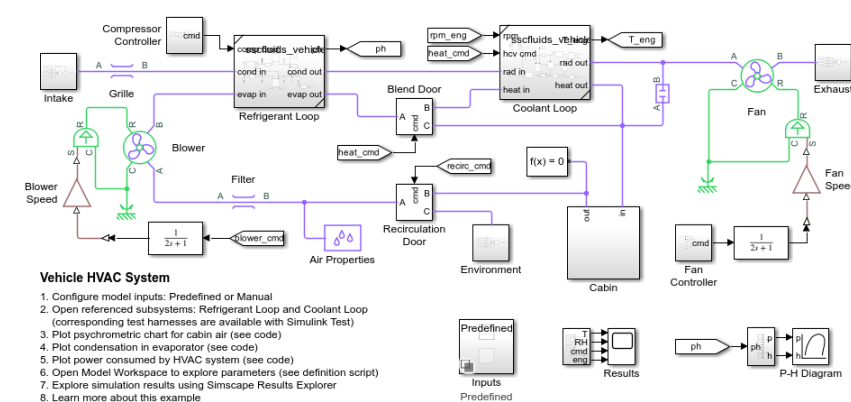 Compressor
Controller
cmd
sscfluids_vehicle
ph
cond in
cond out
evap in
evap out
Refrigerant Loop
ph
rpm_eng
heat_cmd
rpm
hcv cmd
rad in
heat in
sscfluids_vehicle
rad out
heat out
Coolant Loop
T_eng
A
B
Intake
Grille
A
B
C
R
Fan
Exhaust
B
A
Blend Door
A
cmd
B
C
heat_cmd
R
C
S
R
B
C
A
Blower
Blower
Speed
Filter
A
B
f(x) = 0
recirc_cmd
A
cmd
B
C
Recirculation
Door
R
C
S
Fan
Speed
1
2s + 1
blower_cmd
Air Properties
Environment
out
in
Cabin
cmd
Fan
Controller
1
2s + 1
Vehicle HVAC System
1. Configure model inputs: Predefined or Manual
2. Open referenced subsystems: Refrigerant Loop and Coolant Loop
(corresponding test harnesses are available with Simulink Test)
3. Plot psychrometric chart for cabin air (see code)
4. Plot condensation in evaporator (see code)
5. Plot power consumed by HVAC system (see code)
6. Open Model Workspace to explore parameters (see definition script)
7. Explore simulation results using Simscape Results Explorer
8. Learn more about this example
Predefined
Inputs
Predefined
T
RH
cmd
eng
Results
ph
ph
p
h
p
h
P-H Diagram